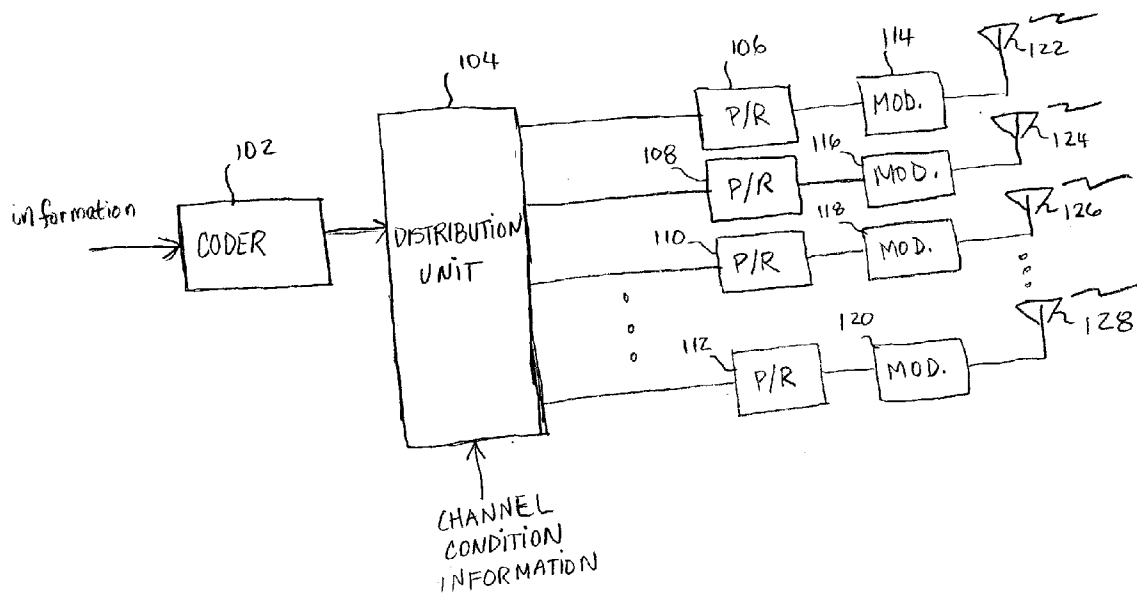 106
114
122
104
P/R
MOD.
102
108
116
124
P/R
MOD.
information
CODER
DISTRIBUTION
UNIT
110
118
126
P/R
MOD.
112
120
128
P/R
MOD.
CHANNEL
CONDITION
INFORMATION